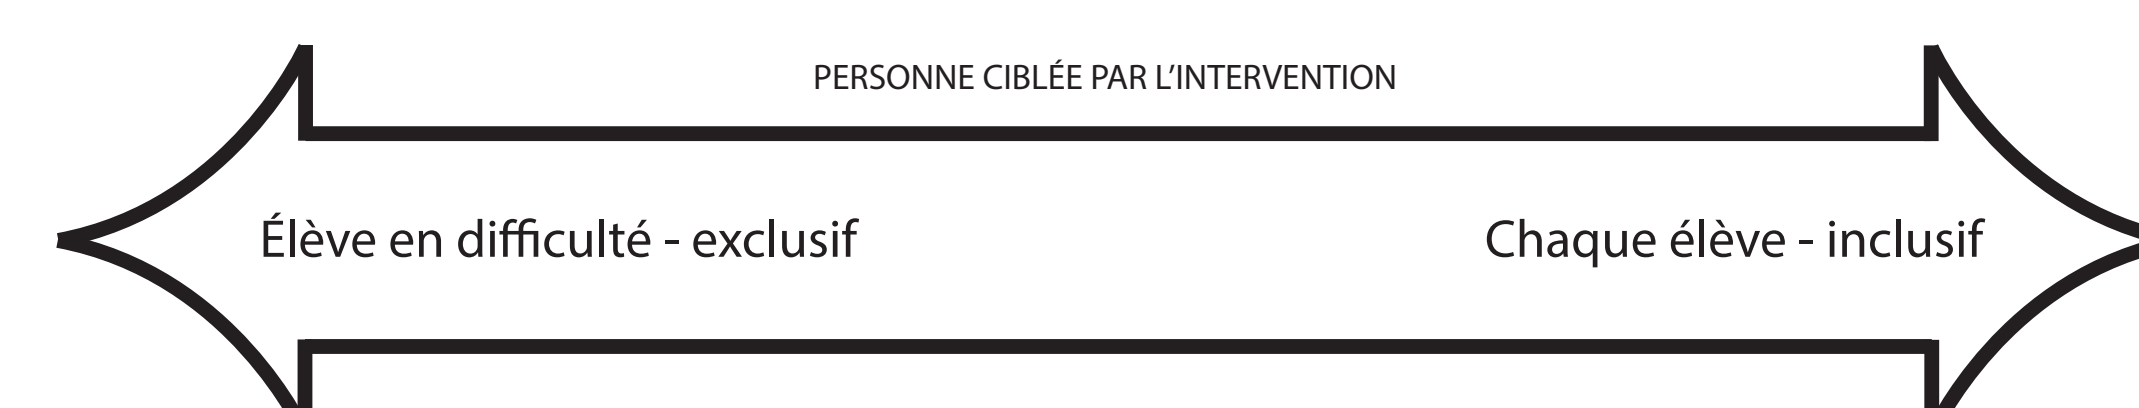 PERSONNE CIBLÉE PAR L’INTERVENTION
Élève en difficulté - exclusif
Chaque élève - inclusif